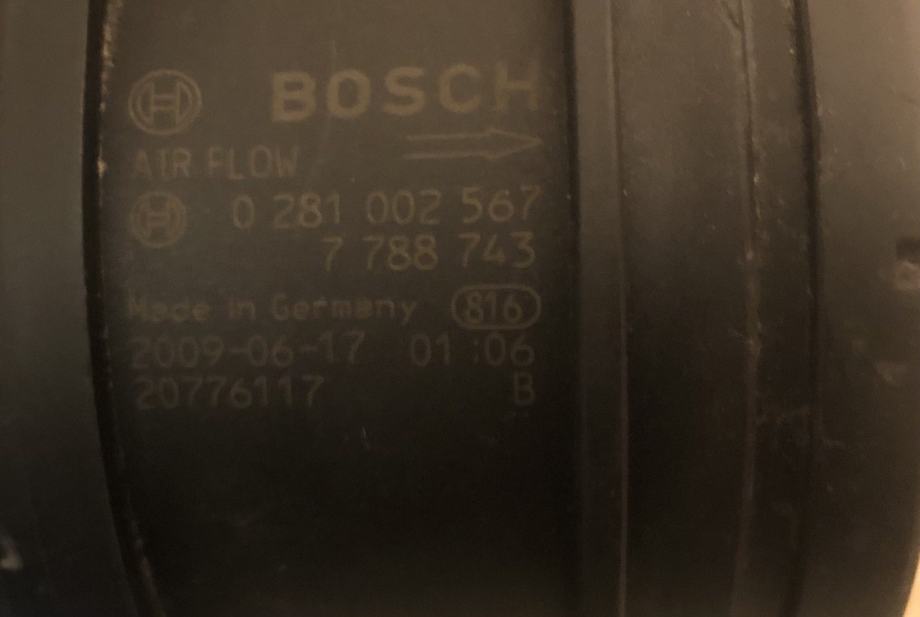 BOSCH
AIR FLOW
0 281 002 567
7 788 743
Made in Germany 816
2009-06-17 01:06
20776117 B